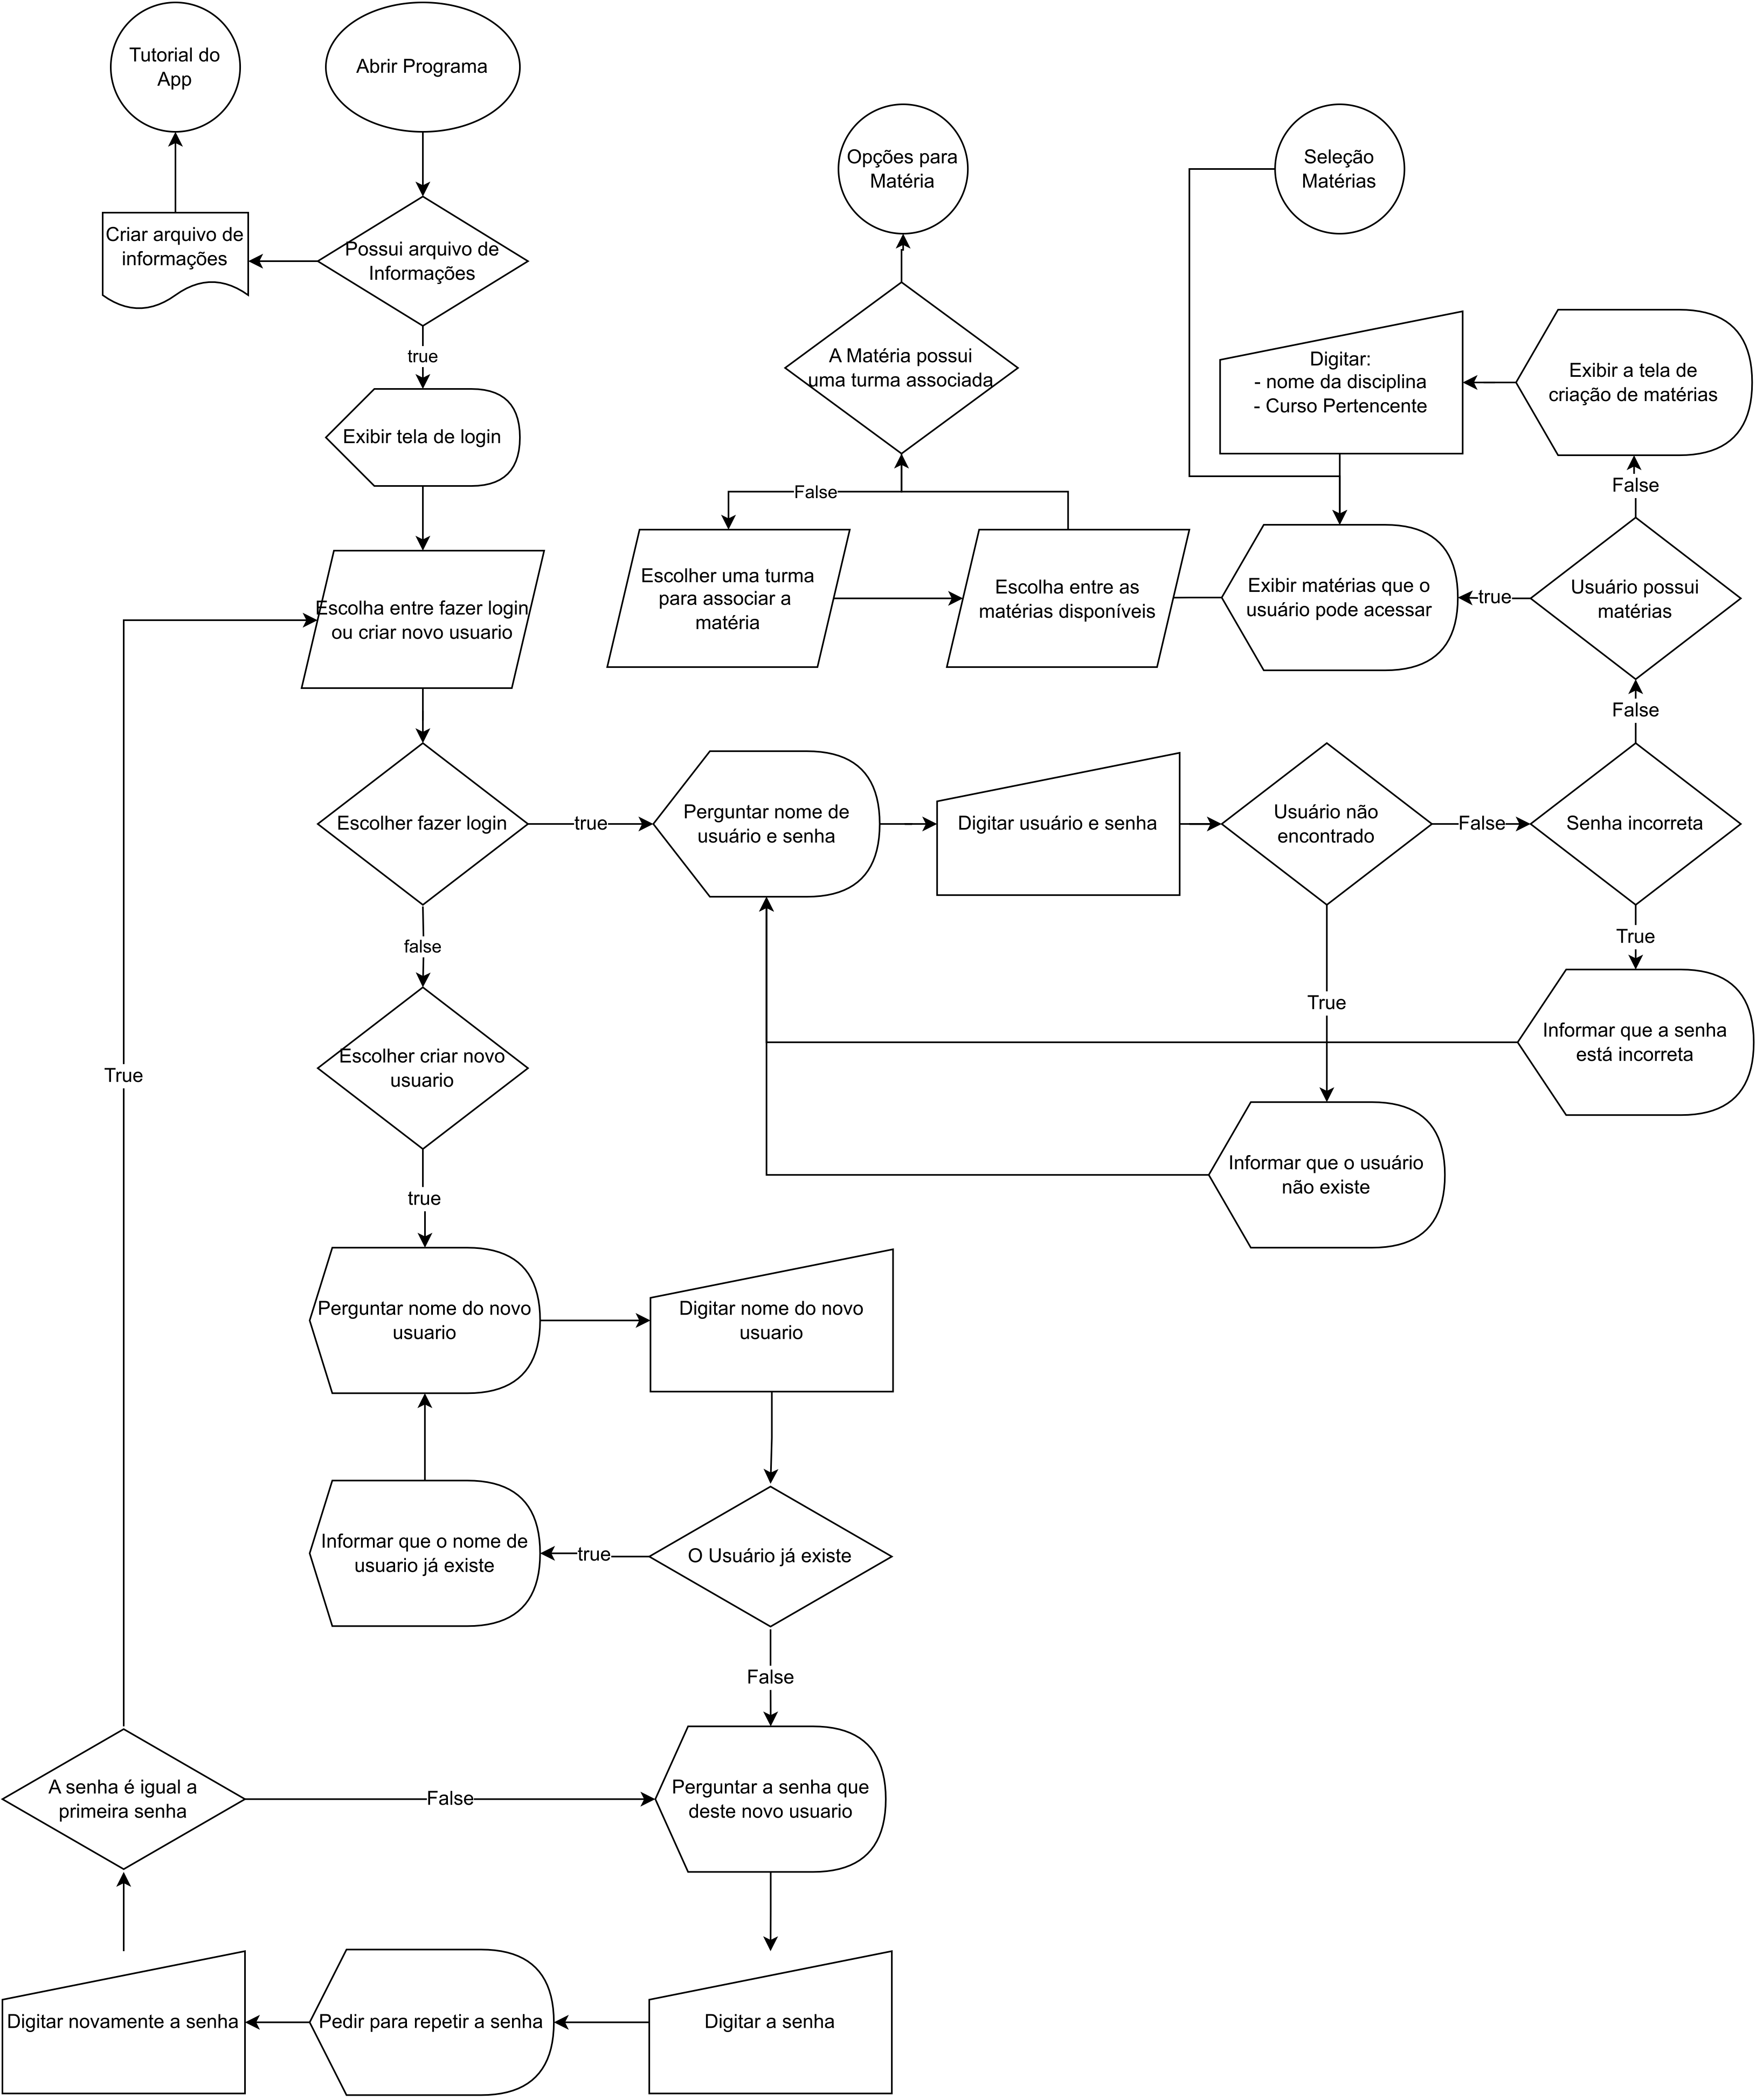 Tutorial do
App
Abrir Programa
Opções para
Matéria
Seleção
Matérias
Criar arquivo de
informações
Possui arquivo de
Informações
true
A Matéria possui
uma turma associada
Digitar:
- nome da disciplina
- Curso Pertencente
Exibir a tela de
criação de matérias
Exibir tela de login
False
False
Escolha entre fazer login
ou criar novo usuario
Escolher uma turma
para associar a
matéria
Escolha entre as
matérias disponíveis
Exibir matérias que o
usuário pode acessar
true
Usuário possui
matérias
False
Escolher fazer login
true
Perguntar nome de
usuário e senha
Digitar usuário e senha
Usuário não
encontrado
False
Senha incorreta
false
True
True
Informar que a senha
está incorreta
True
Escolher criar novo
usuario
Informar que o usuário
não existe
true
Perguntar nome do novo
usuario
Digitar nome do novo
usuario
Informar que o nome de
usuario já existe
true
O Usuário já existe
False
A senha é igual a
primeira senha
False
Perguntar a senha que
deste novo usuario
Digitar novamente a senha
Pedir para repetir a senha
Digitar a senha